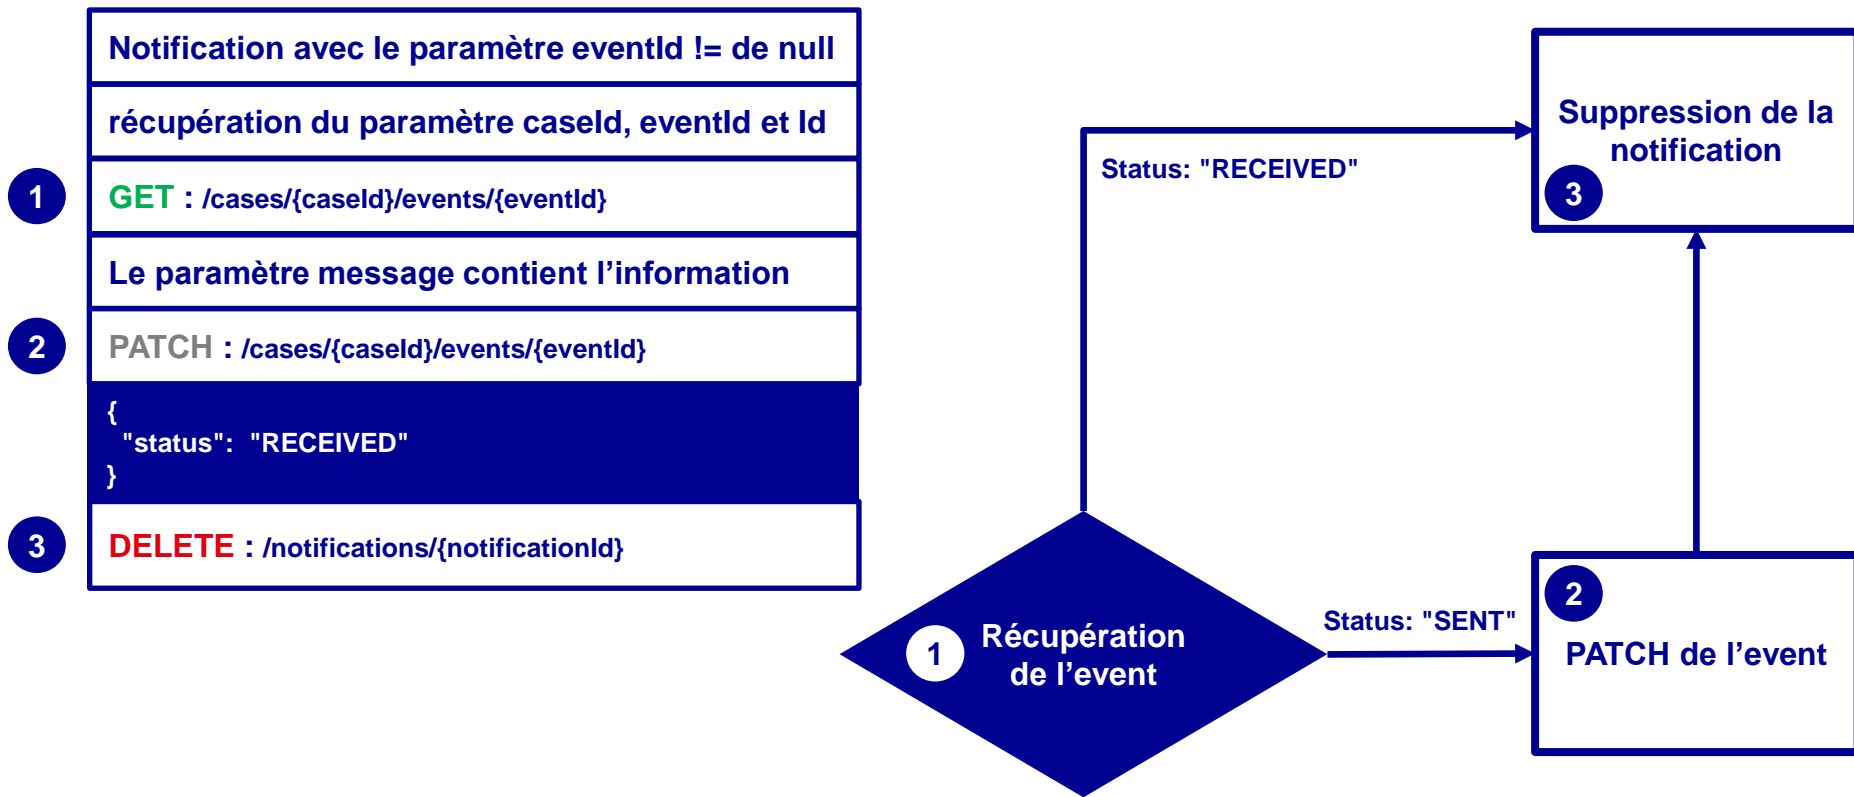 Notification avec le paramètre eventId != de null
récupération du paramètre caseId, eventId et Id
1
GET : /cases/{caseId}/events/{eventId}
Le paramètre message contient l’information
2
PATCH : /cases/{caseId}/events/{eventId}
{
"status": "RECEIVED"
}
3
DELETE : /notifications/{notificationId}
Suppression de la
notification
3
Status: "RECEIVED"
1
Récupération
de l’event
Status: "SENT"
2
PATCH de l’event